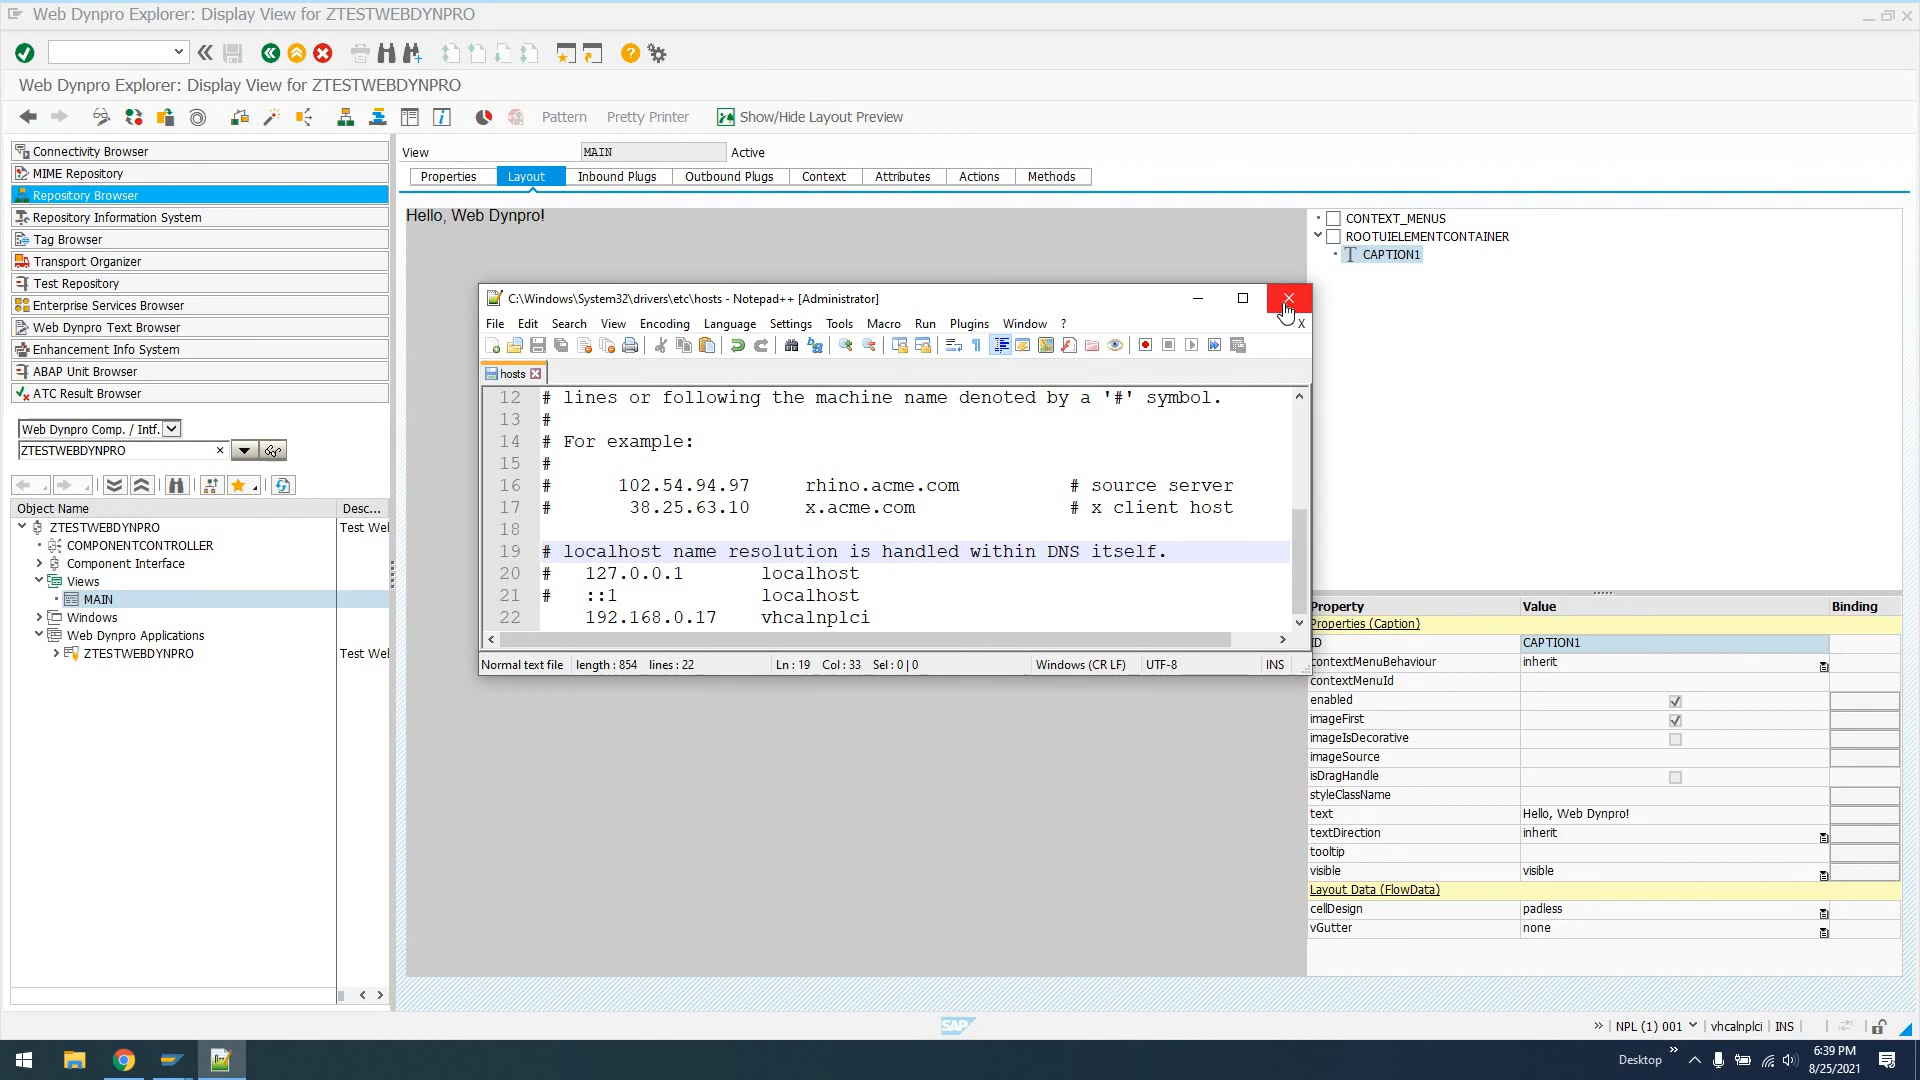 Web Dynpro Explorer: Display View for ZTESTWEBDYNPRO
Web Dynpro Explorer: Display View for ZTESTWEBDYNPRO
Pattern Pretty Printer Show/Hide Layout Preview
Connectivity Browser
MIME Repository
Repository Browser
Repository Information System
Tag Browser
Transport Organizer
Test Repository
Enterprise Services Browser
Web Dynpro Text Browser
Enhancement Info System
ABAP Unit Browser
ATC Result Browser
Web Dynpro Comp. / Intf.
ZTESTWEBDYNPRO
Object Name Desc...
ZTESTWEBDYNPRO Test Wel
COMPONENTCONTROLLER
Component Interface
Views
MAIN
Windows
Web Dynpro Applications
ZTESTWEBDYNPRO Test Wel
View MAIN Active
Properties Layout Inbound Plugs Outbound Plugs Context Attributes Actions Methods
Hello, Web Dynpro!
CONTEXT_MENUS
ROOTUIELEMENTCONTAINER
CAPTION1
C:\Windows\System32\drivers\etc\hosts - Notepad++ [Administrator]
File Edit Search View Encoding Language Settings Tools Macro Run Plugins Window ? X
hosts
12 # lines or following the machine name denoted by a '#' symbol.
13 #
14 # For example:
15 #
16 # 102.54.94.97 rhino.acme.com # source server
17 # 38.25.63.10 x.acme.com # x client host
18
19 # localhost name resolution is handled within DNS itself.
20 # 127.0.0.1 localhost
21 # ::1 localhost
22 192.168.0.17 vhcalnplci
Normal text file length : 854 lines : 22 Ln : 19 Col : 33 Sel : 0 | 0 Windows (CR LF) UTF-8 INS
Property Value Binding
Properties (Caption)
ID CAPTION1
contextMenuBehaviour inherit
contextMenuId
enabled
imageFirst
imageIsDecorative
imageSource
isDragHandle
styleClassName
text Hello, Web Dynpro!
textDirection inherit
tooltip
visible visible
Layout Data (FlowData)
cellDesign padless
vGutter none
SAP
» NPL (1) 001 vhcalnplci INS
Desktop » 6:39 PM
8/25/2021